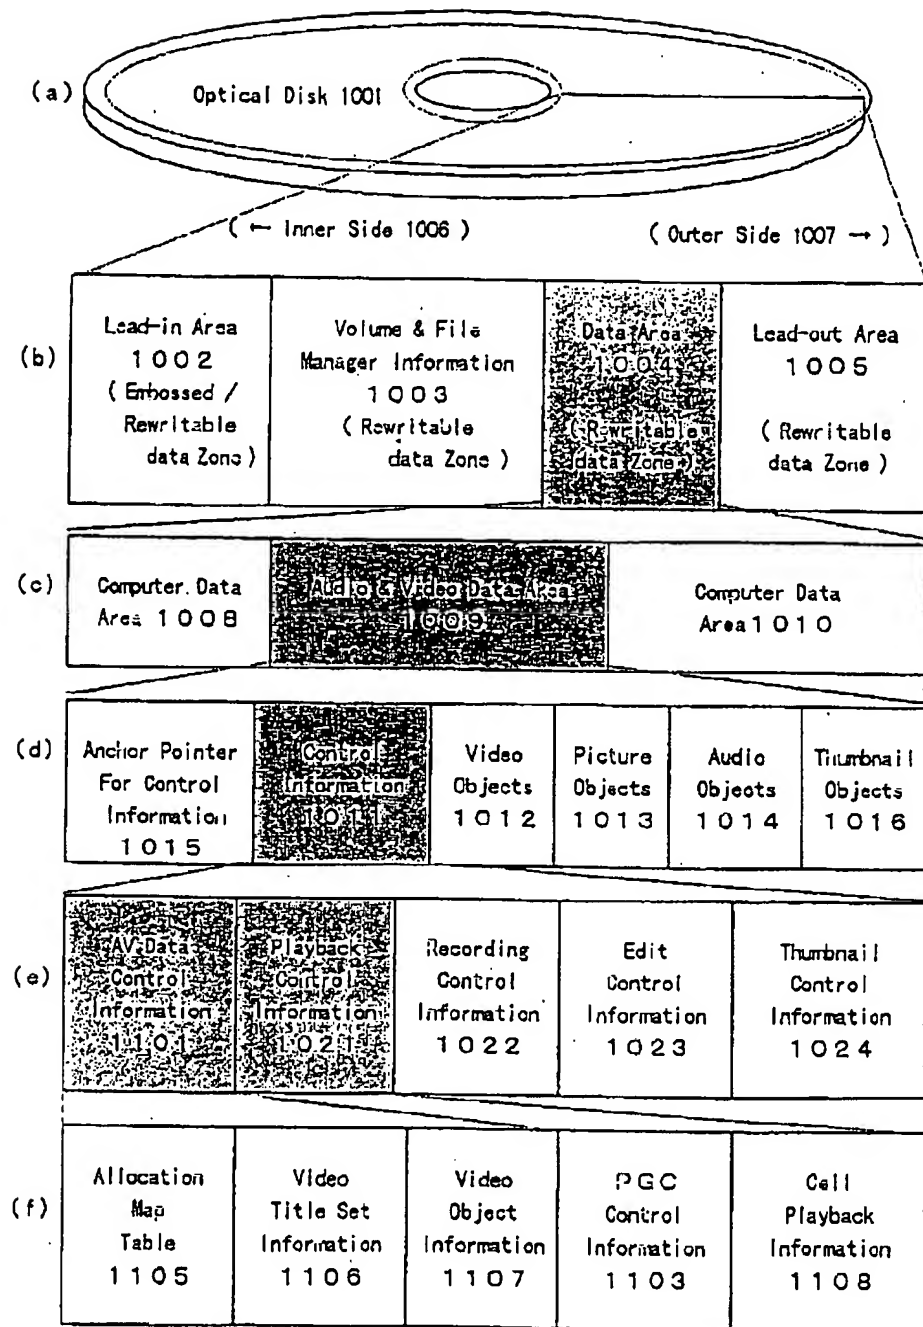 (a)
Optical Disk 1001
( ← Inner Side 1006 )
( Outer Side 1007 → )
(b)
Lead-in Area
1002
( Embossed /
Rewritable
data Zone )
Volume & File
Manager Information
1003
( Rewritable
data Zone )
Data Area
1004
( Rewritable
data Zone )
Lead-out Area
1005
( Rewritable
data Zone )
(c)
Computer Data
Area 1008
Audio & Video Data Area
1009
Computer Data
Area 1010
(d)
Anchor Pointer
For Control
Information
1015
Control
Information
1011
Video
Objects
1012
Picture
Objects
1013
Audio
Objects
1014
Thumbnail
Objects
1016
(e)
AV Data
Control
Information
1101
Playback
Control
Information
1021
Recording
Control
Information
1022
Edit
Control
Information
1023
Thumbnail
Control
Information
1024
(f)
Allocation
Map
Table
1105
Video
Title Set
Information
1106
Video
Object
Information
1107
PGC
Control
Information
1103
Cell
Playback
Information
1108